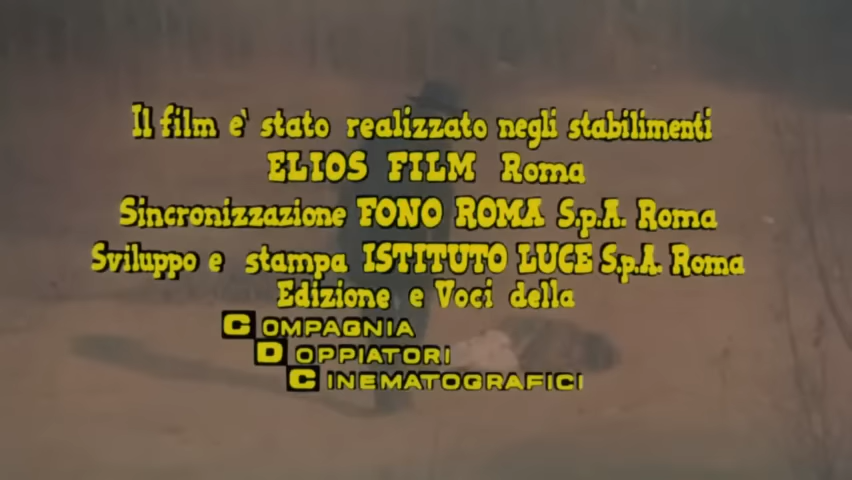 Il film e' stato realizzato negli stabilimenti
ELIOS FILM Roma
Sincronizzazione FONO ROMA S.p.A. Roma
Sviluppo e stampa ISTITUTO LUCE S.p.A. Roma
Edizione e Voci della
COMPAGNIA
DOPPIATORI
CINEMATOGRAFICI